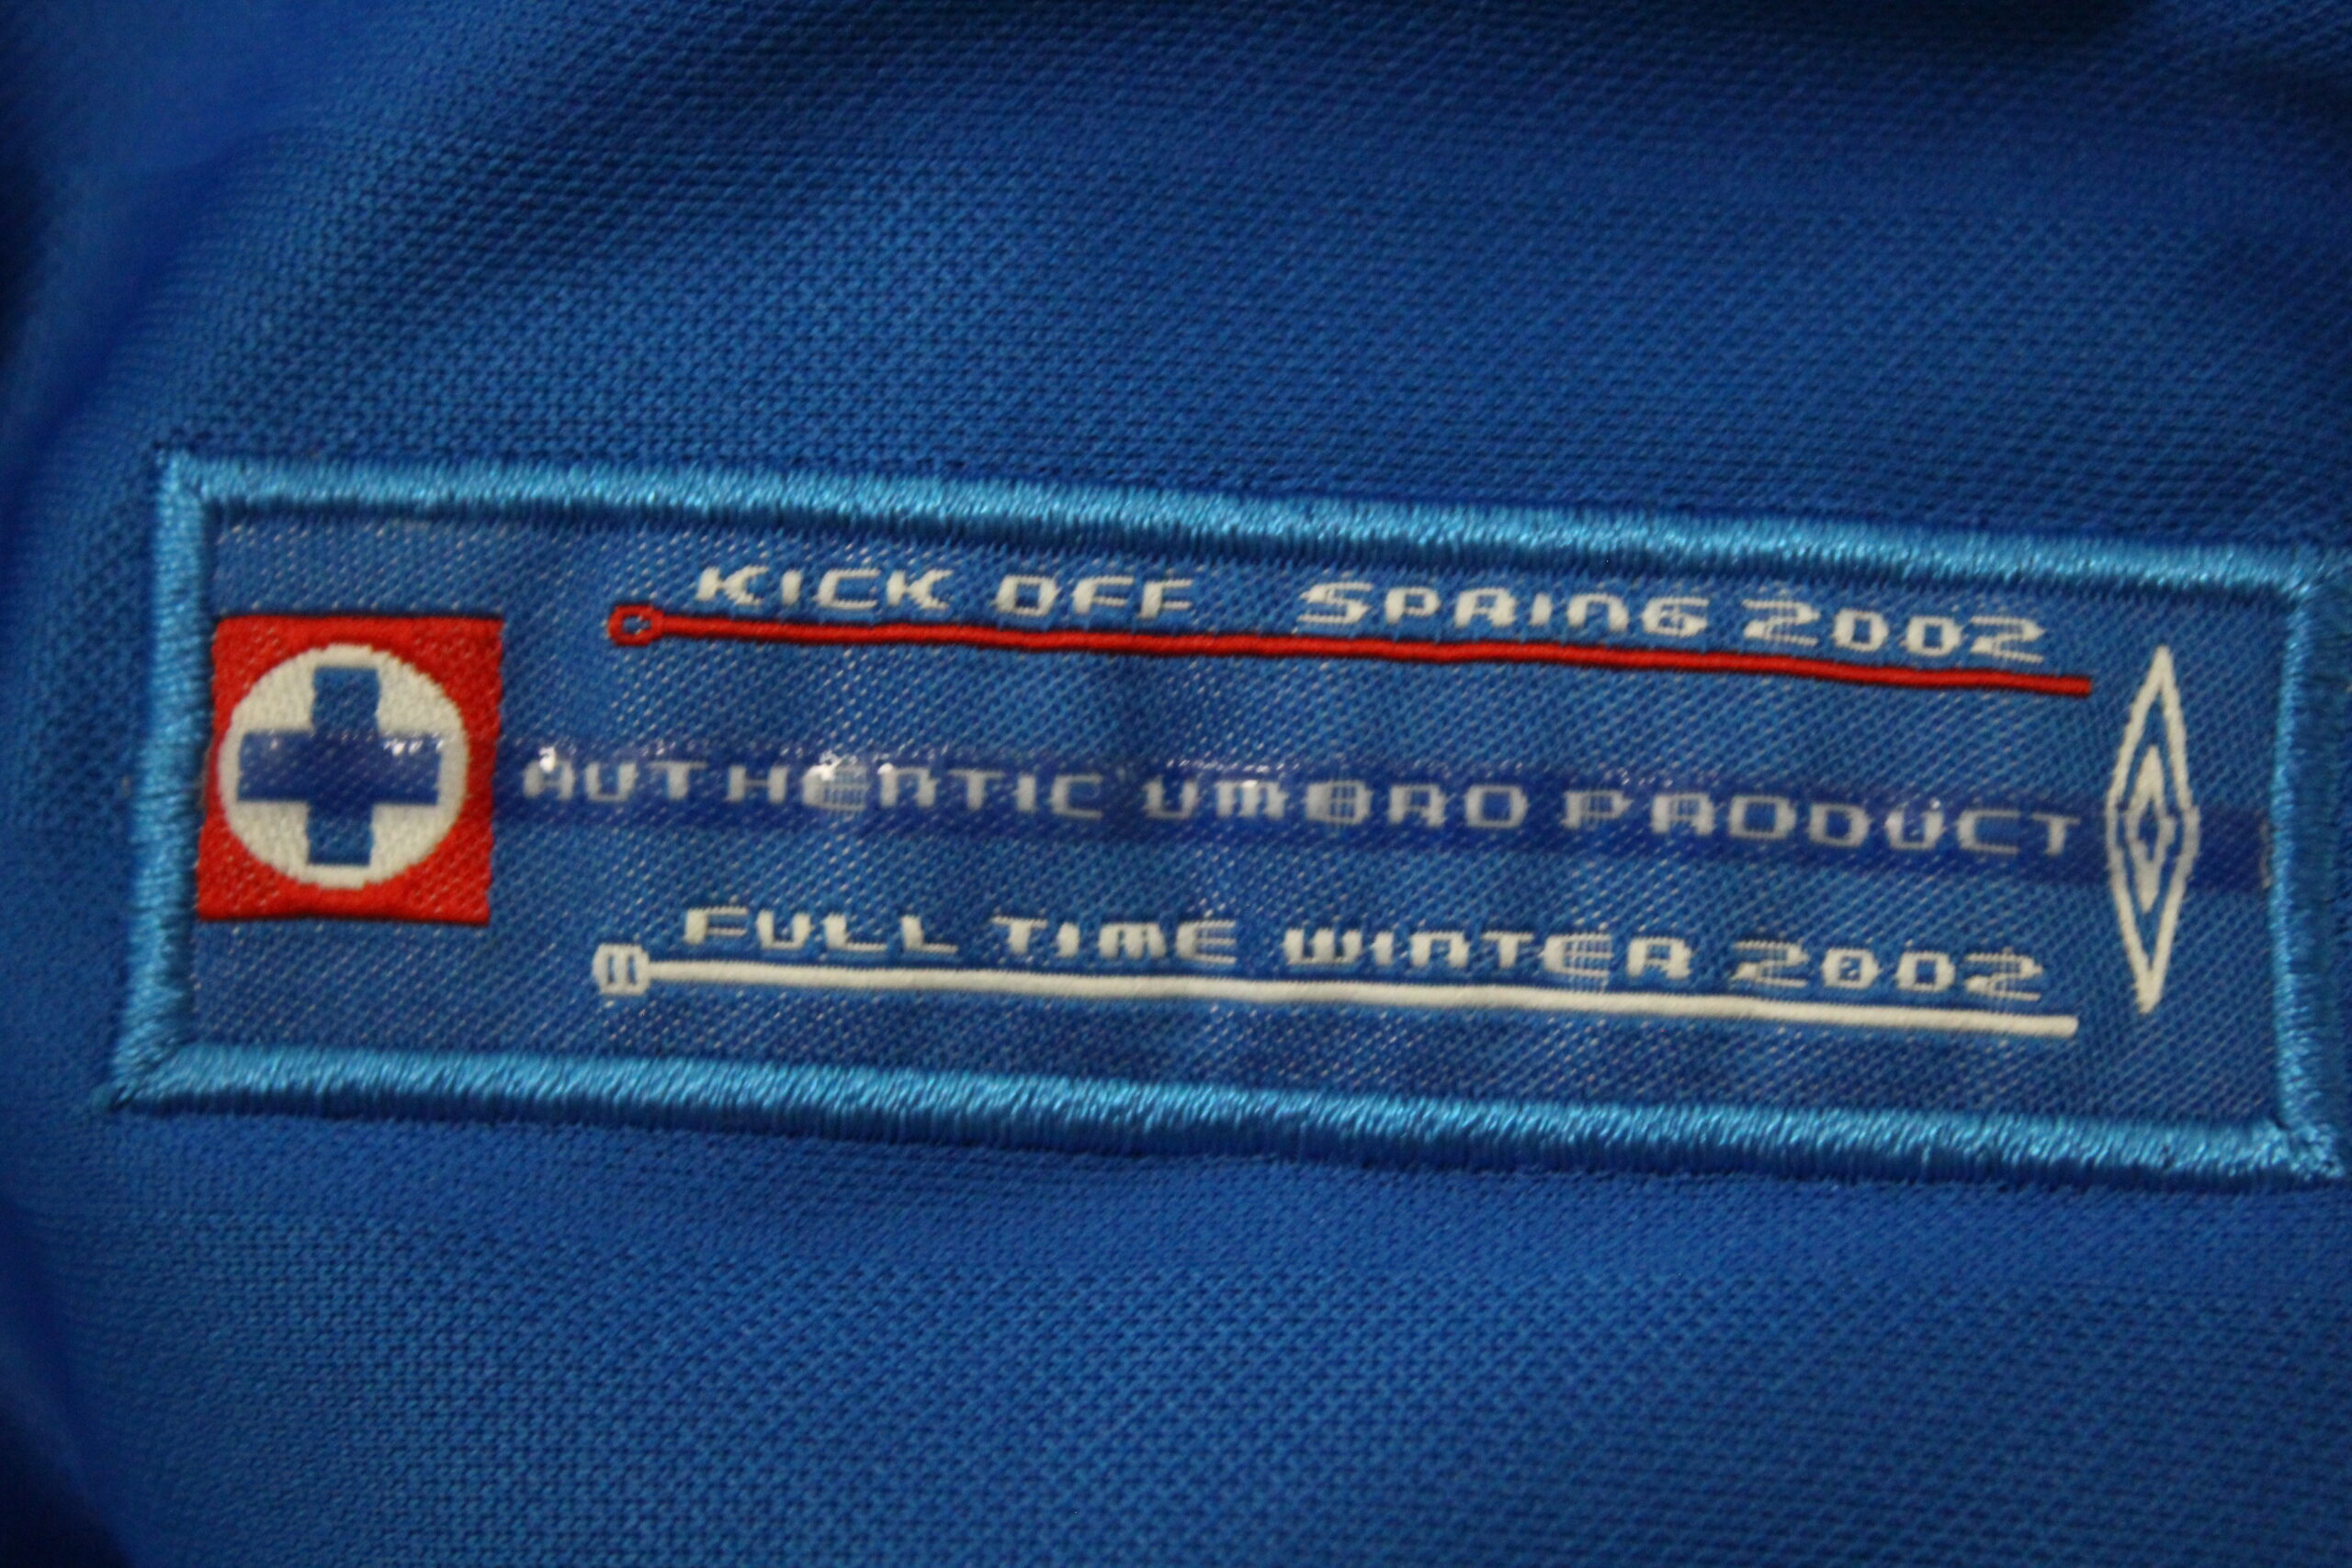 KICK OFF SPRING 2002
AUTHENTIC UMBRO PRODUCT
FULL TIME WINTER 2002